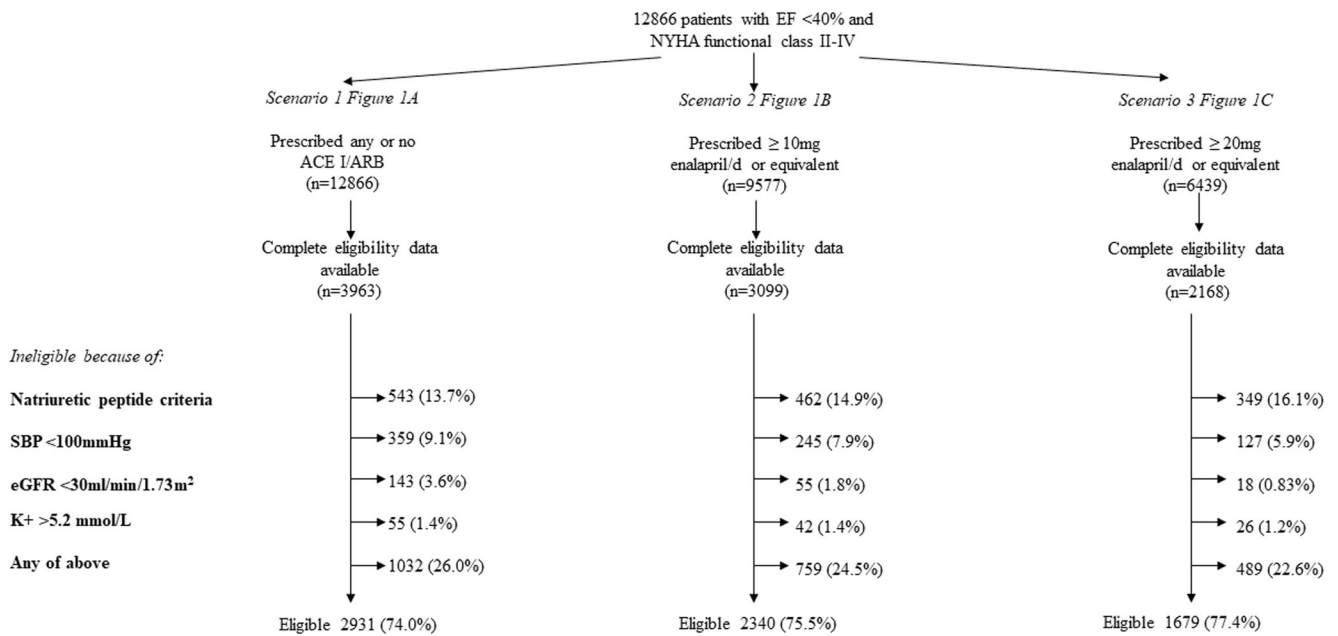 12866 patients with EF <40% and
NYHA functional class II-IV
Scenario 1 Figure 1A
Prescribed any or no
ACE I/ARB
(n=12866)
Complete eligibility data
available
(n=3963)
Scenario 2 Figure 1B
Prescribed ≥ 10mg
enalapril/d or equivalent
(n=9577)
Complete eligibility data
available
(n=3099)
Scenario 3 Figure 1C
Prescribed ≥ 20mg
enalapril/d or equivalent
(n=6439)
Complete eligibility data
available
(n=2168)
Ineligible because of:
Natriuretic peptide criteria 543 (13.7%) 462 (14.9%) 349 (16.1%)
SBP <100mmHg 359 (9.1%) 245 (7.9%) 127 (5.9%)
eGFR <30ml/min/1.73m² 143 (3.6%) 55 (1.8%) 18 (0.83%)
K+ >5.2 mmol/L 55 (1.4%) 42 (1.4%) 26 (1.2%)
Any of above 1032 (26.0%) 759 (24.5%) 489 (22.6%)
Eligible 2931 (74.0%) Eligible 2340 (75.5%) Eligible 1679 (77.4%)